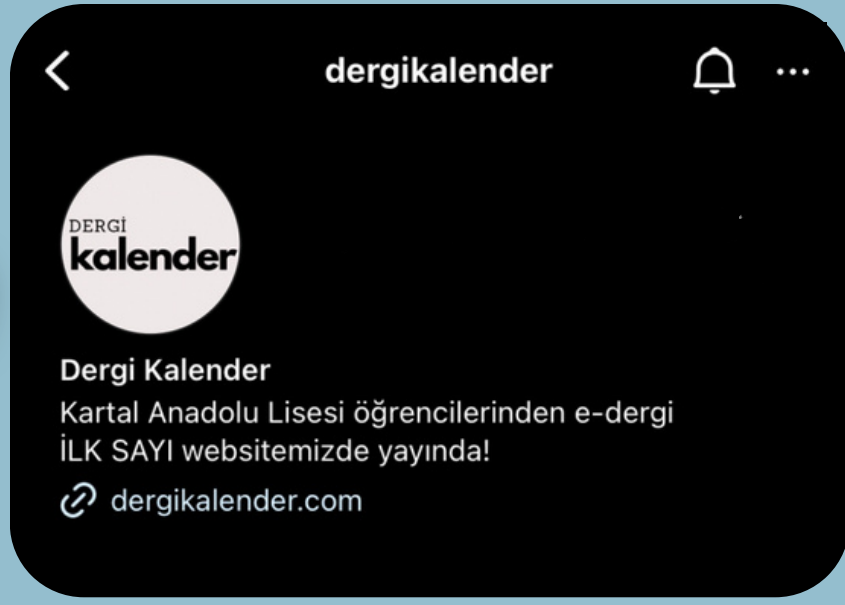 dergikalender
DERGİ
kalender
Dergi Kalender
Kartal Anadolu Lisesi öğrencilerinden e-dergi
İLK SAYI websitemizde yayında!
dergikalender.com